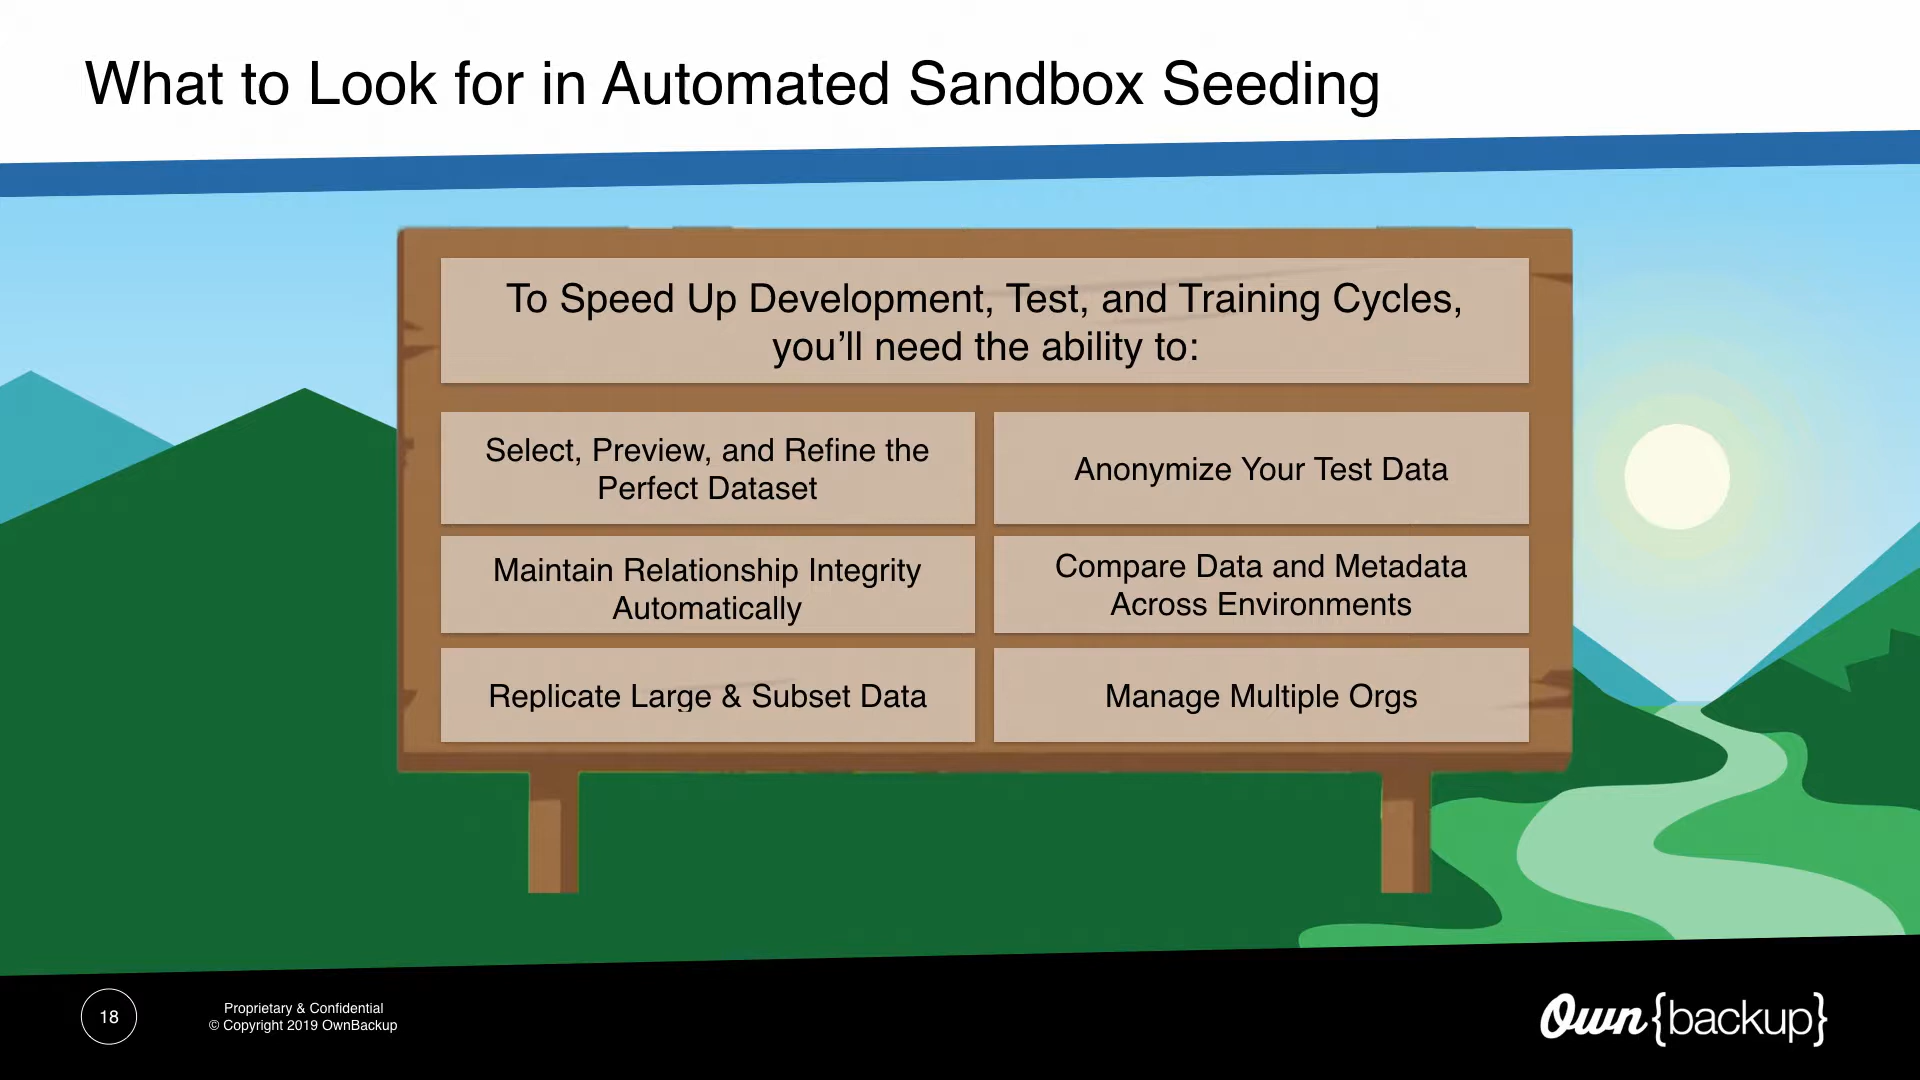 What to Look for in Automated Sandbox Seeding
To Speed Up Development, Test, and Training Cycles,
you’ll need the ability to:
Select, Preview, and Refine the
Perfect Dataset
Anonymize Your Test Data
Maintain Relationship Integrity
Automatically
Compare Data and Metadata
Across Environments
Replicate Large & Subset Data
Manage Multiple Orgs
18
Proprietary & Confidential
© Copyright 2019 OwnBackup
Own{backup}